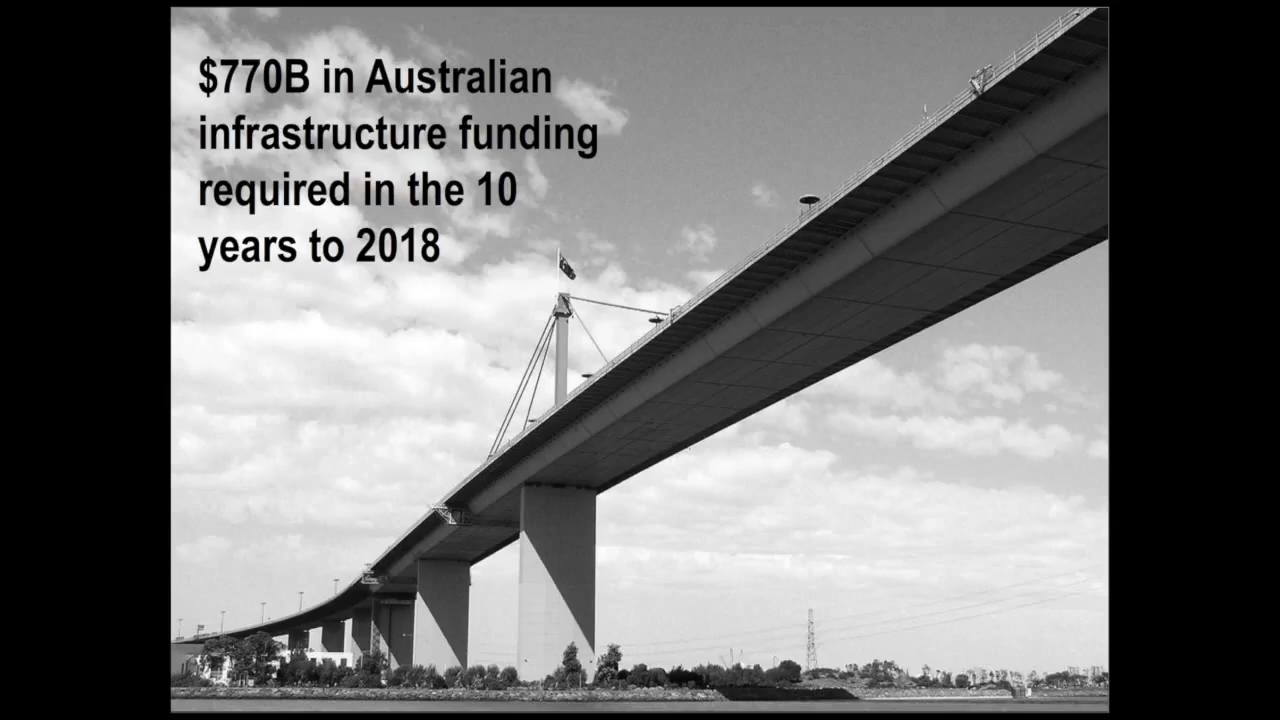 $770B in Australian
infrastructure funding
required in the 10
years to 2018